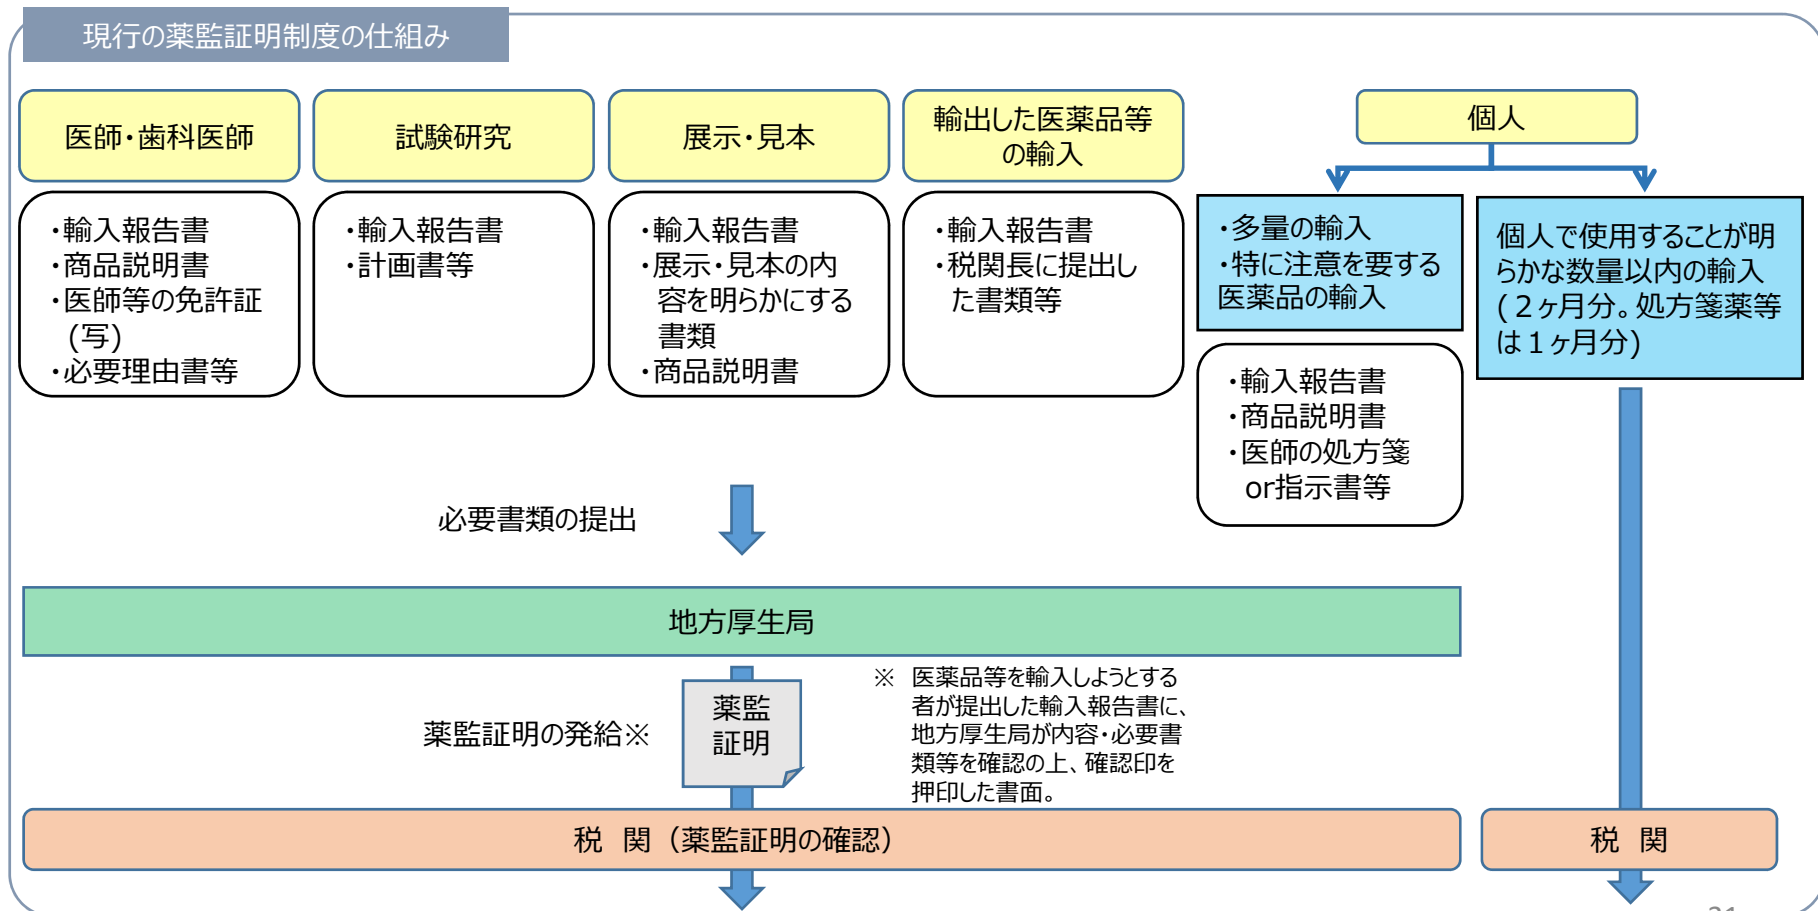 現行の薬監証明制度の仕組み
医師・歯科医師
・輸入報告書
・商品説明書
・医師等の免許証
(写)
・必要理由書等
試験研究
・輸入報告書
・計画書等
展示・見本
・輸入報告書
・展示・見本の内
容を明らかにする
書類
・商品説明書
輸出した医薬品等
の輸入
・輸入報告書
・税関長に提出し
た書類等
個人
・多量の輸入
・特に注意を要する
医薬品の輸入
・輸入報告書
・商品説明書
・医師の処方箋
or指示書等
個人で使用することが明
らかな数量以内の輸入
(２ヶ月分。処方箋薬等
は１ヶ月分)
必要書類の提出
地方厚生局
薬監証明の発給※
薬監
証明
※ 医薬品等を輸入しようとする
者が提出した輸入報告書に、
地方厚生局が内容・必要書
類等を確認の上、確認印を
押印した書面。
税 関（薬監証明の確認）
税 関